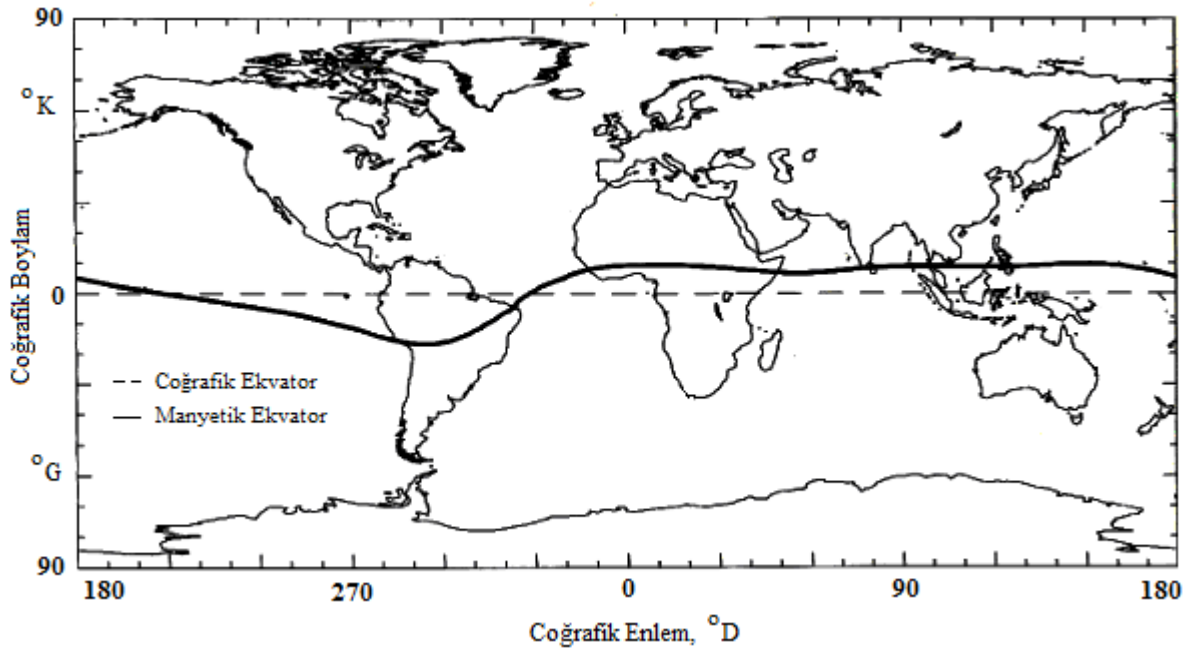 90
°K
Coğrafik Boylam
0
-- Coğrafik Ekvator
— Manyetik Ekvator
°G
90
180 270 0 90 180
Coğrafik Enlem, °D